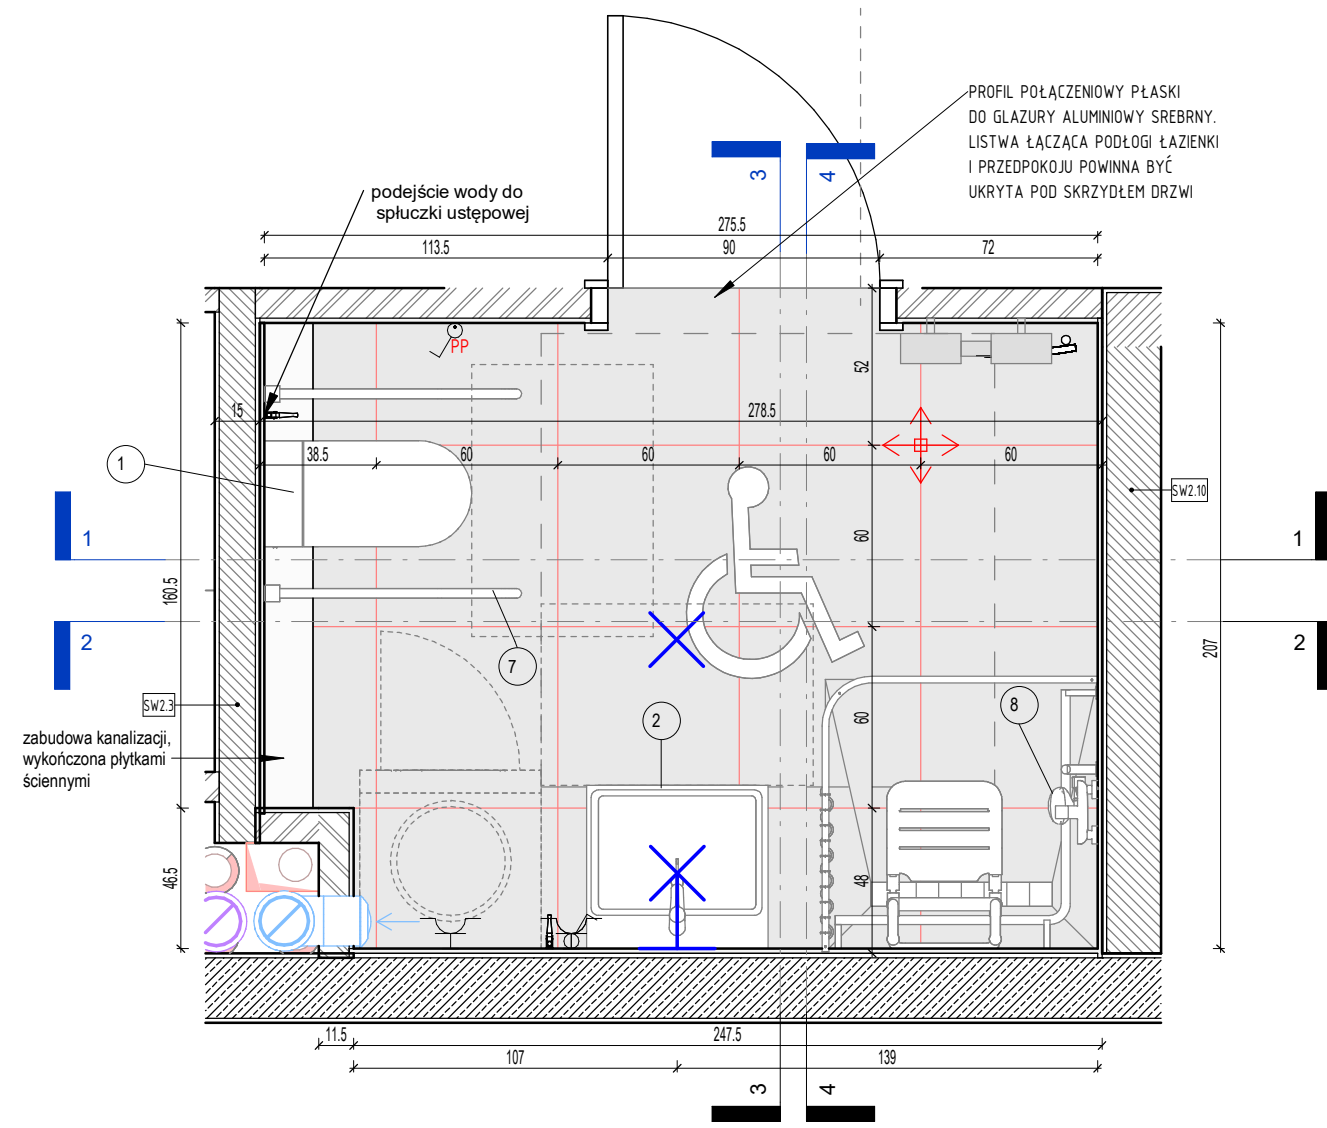 PROFIL POŁĄCZENIOWY PŁASKI
DO GLAZURY ALUMINIOWY SREBRNY.
LISTWA ŁĄCZĄCA PODŁOGI ŁAZIENKI
I PRZEDPOKOJU POWINNA BYĆ
UKRYTA POD SKRZYDŁEM DRZWI
3
4
podejście wody do
spłuczki ustępowej
275.5
113.5
90
72
PP
52
15
278.5
38.5
60
60
60
60
1
SW2.10
1
1
60
160.5
2
2
207
7
SW2.3
2
60
8
zabudowa kanalizacji,
wykończona płytkami
ściennymi
46.5
48
11.5
247.5
107
139
3
4